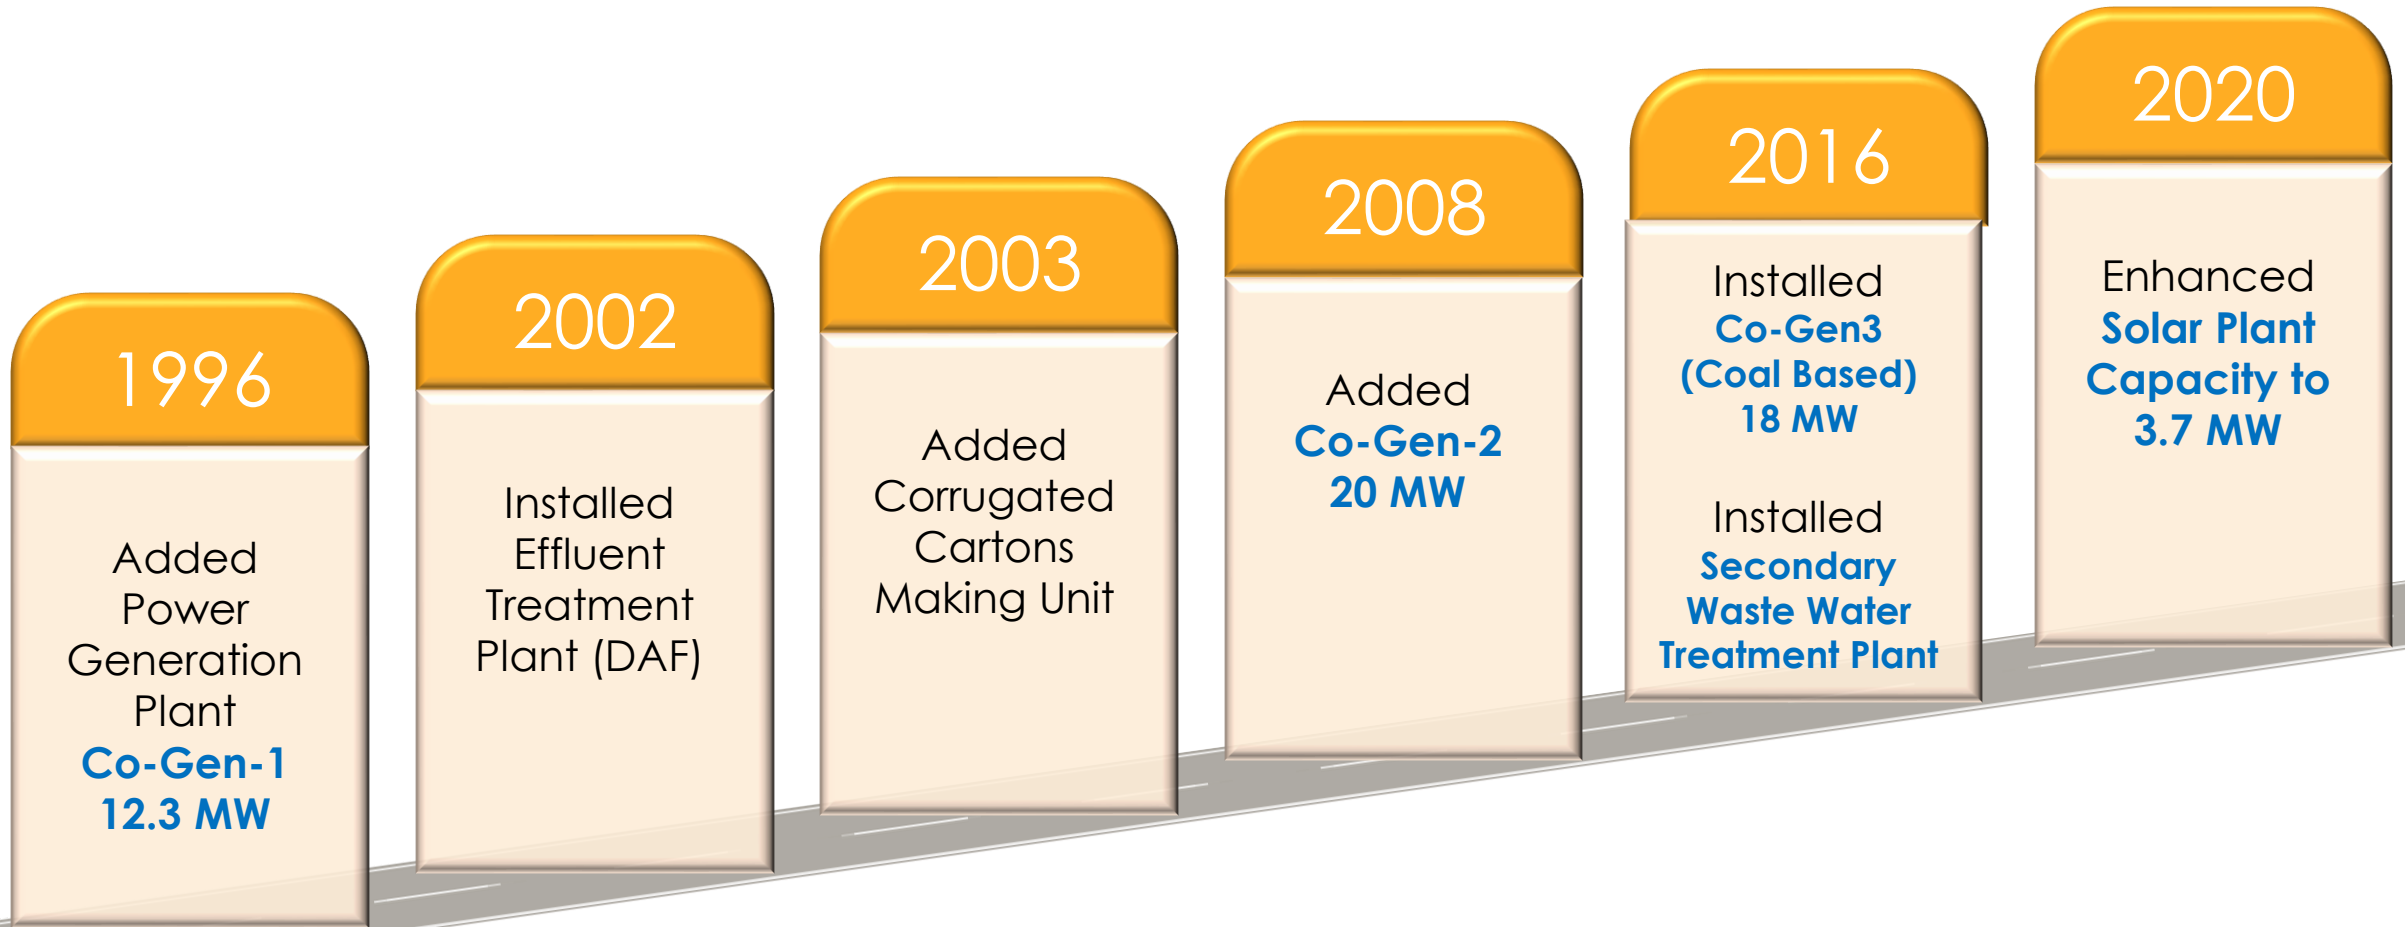 1996
Added
Power
Generation
Plant
Co-Gen-1
12.3 MW
2002
Installed
Effluent
Treatment
Plant (DAF)
2003
Added
Corrugated
Cartons
Making Unit
2008
Added
Co-Gen-2
20 MW
2016
Installed
Co-Gen3
(Coal Based)
18 MW
Installed
Secondary
Waste Water
Treatment Plant
2020
Enhanced
Solar Plant
Capacity to
3.7 MW